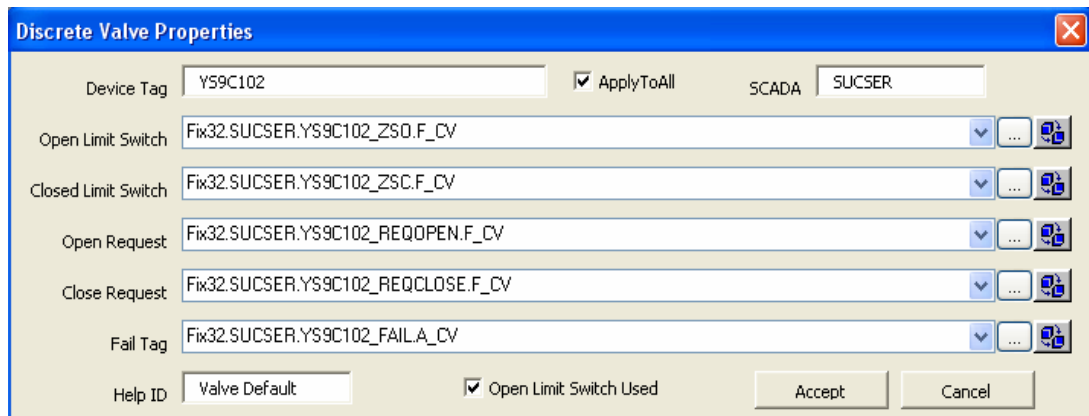 Discrete Valve Properties
Device Tag YS9C102 ApplyToAll SCADA SUCSER
Open Limit Switch Fix32.SUCSER.YS9C102_ZSO.F_CV ...
Closed Limit Switch Fix32.SUCSER.YS9C102_ZSC.F_CV ...
Open Request Fix32.SUCSER.YS9C102_REQOPEN.F_CV ...
Close Request Fix32.SUCSER.YS9C102_REQCLOSE.F_CV ...
Fail Tag Fix32.SUCSER.YS9C102_FAIL.A_CV ...
Help ID Valve Default Open Limit Switch Used Accept Cancel